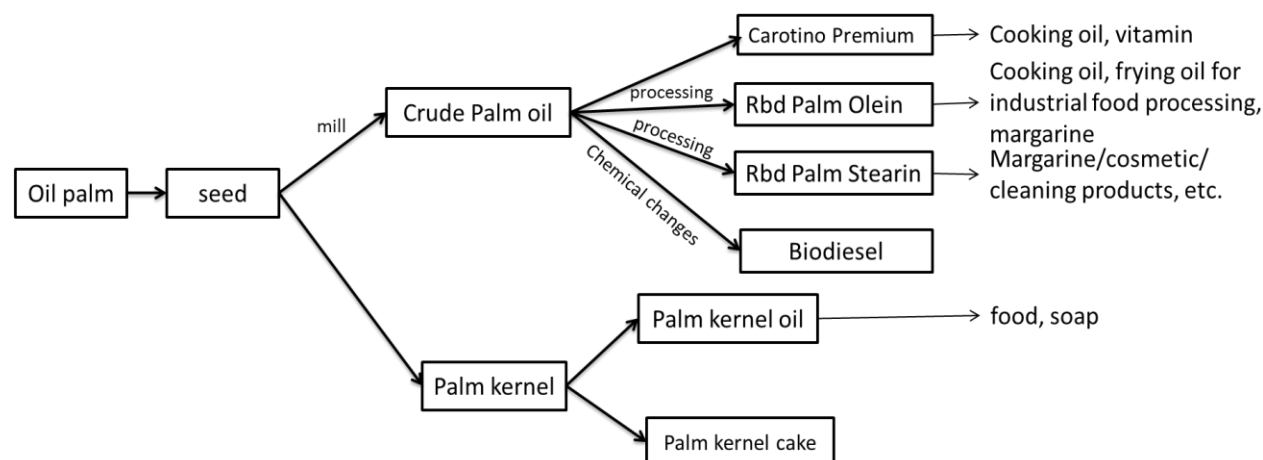 Carotino Premium
Cooking oil, vitamin
Crude Palm oil
processing
Rbd Palm Olein
Cooking oil, frying oil for
industrial food processing,
margarine
mill
processing
Rbd Palm Stearin
Margarine/cosmetic/
cleaning products, etc.
Oil palm
seed
Chemical changes
Biodiesel
Palm kernel oil
food, soap
Palm kernel
Palm kernel cake